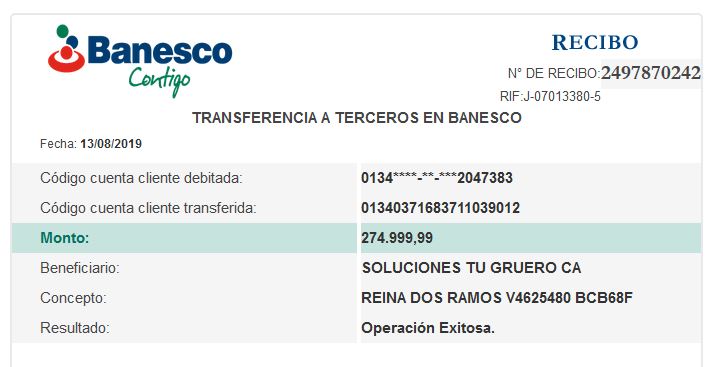 Banesco
Contigo
RECIBO
N° DE RECIBO:2497870242
RIF:J-07013380-5
TRANSFERENCIA A TERCEROS EN BANESCO
Fecha: 13/08/2019
Código cuenta cliente debitada: 0134****-**-***2047383
Código cuenta cliente transferida: 01340371683711039012
Monto: 274.999,99
Beneficiario: SOLUCIONES TU GRUERO CA
Concepto: REINA DOS RAMOS V4625480 BCB68F
Resultado: Operación Exitosa.